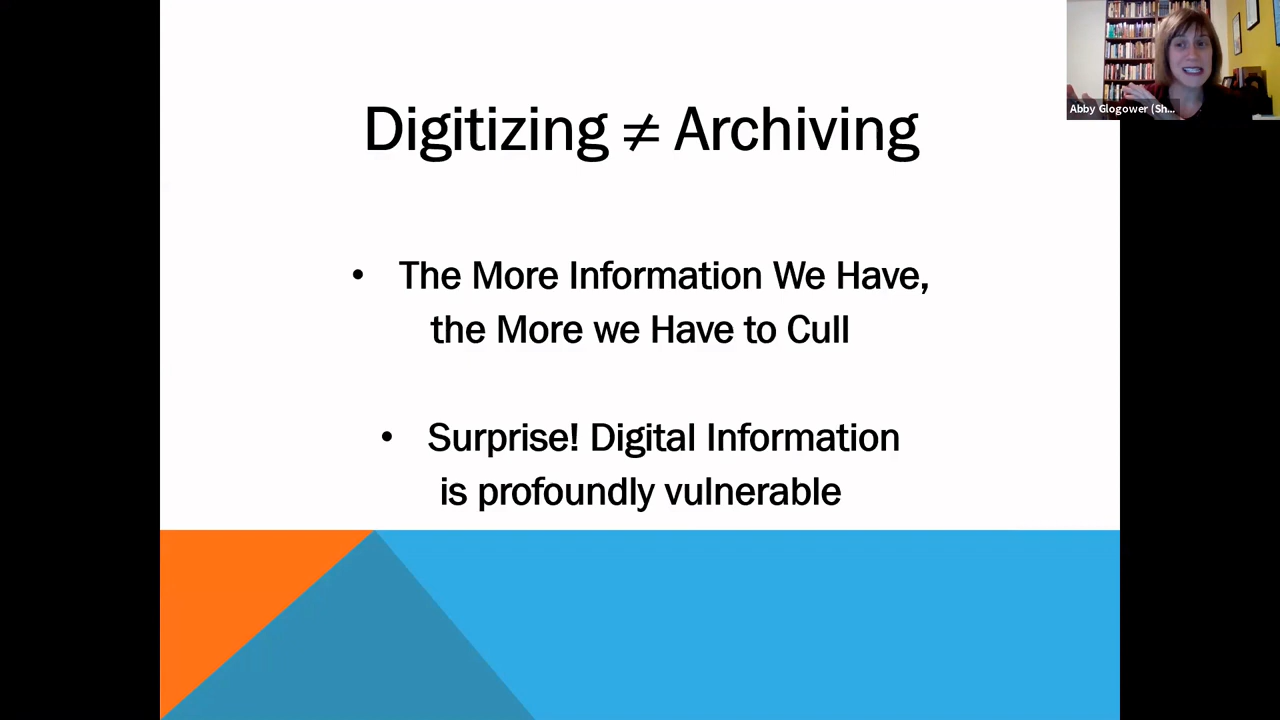 Digitizing ≠ Archiving
• The More Information We Have,
the More we Have to Cull
• Surprise! Digital Information
is profoundly vulnerable
Abby Glogower (Sh...